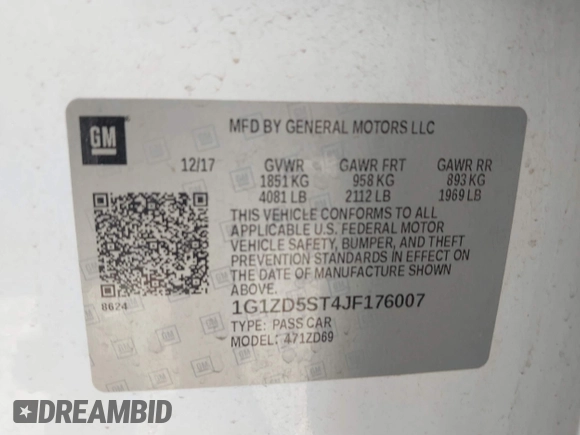 GM
MFD BY GENERAL MOTORS LLC
12/17 GVWR GAWR FRT GAWR RR
1851 KG 958 KG 893 KG
4081 LB 2112 LB 1969 LB
THIS VEHICLE CONFORMS TO ALL
APPLICABLE U.S. FEDERAL MOTOR
VEHICLE SAFETY, BUMPER, AND THEFT
PREVENTION STANDARDS IN EFFECT ON
THE DATE OF MANUFACTURE SHOWN
ABOVE.
8624
1G1ZD5ST4JF176007
TYPE: PASS CAR
MODEL: 471ZD69
DREAMBID